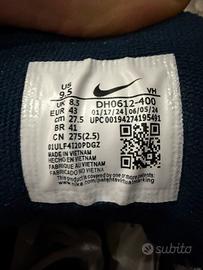 US 9.5 VH
UK 8.5 DH0612-400
EUR 43 01/17/24 06/05/24
cm 27.5 UPC 00194274195491
BR 41
CN 275(2.5)
01ULF4120PDGZ
MADE IN VIETNAM
HECHO EN VIETNAM
FABRIQUE AU VIETNAM
FABRICADO NO VIETNAM
subito